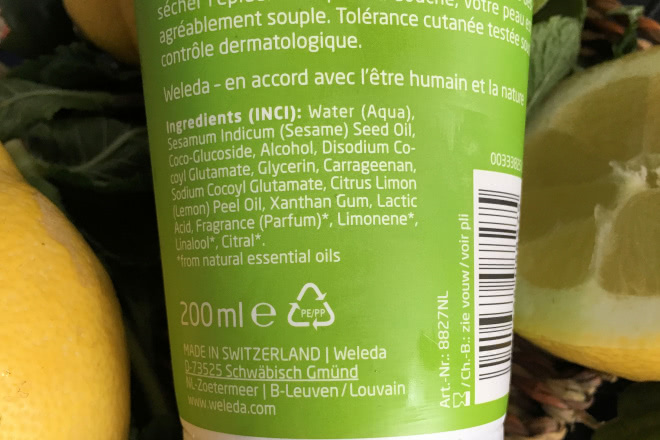 sécher
votre peau
agréablement souple. Tolérance cutanée testée
contrôle dermatologique.
Weleda – en accord avec l'être humain et la nature
Ingredients (INCI): Water (Aqua),
Sesamum Indicum (Sesame) Seed Oil,
Coco-Glucoside, Alcohol, Disodium Co-
coyl Glutamate, Glycerin, Carrageenan,
Sodium Cocoyl Glutamate, Citrus Limon
(Lemon) Peel Oil, Xanthan Gum, Lactic
Acid, Fragrance (Parfum)*, Limonene*,
Linalool*, Citral*.
*from natural essential oils
200 ml e
PE/PP
MADE IN SWITZERLAND | Weleda
D-73525 Schwäbisch Gmünd
NL-Zoetermeer | B-Leuven / Louvain
www.weleda.com
Art.-Nr.: 8827NL
/ Ch.-B.: zie vouw / voir pli